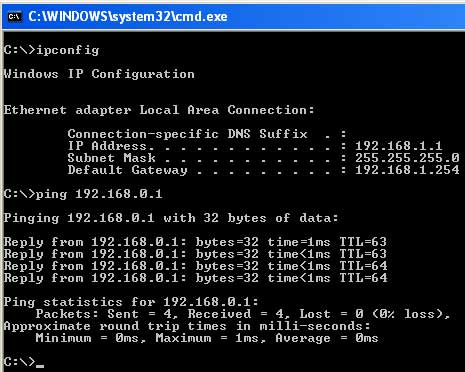 C:\WINDOWS\system32\cmd.exe
C:\>ipconfig
Windows IP Configuration
Ethernet adapter Local Area Connection:
Connection-specific DNS Suffix  . :
IP Address. . . . . . . . . . . . : 192.168.1.1
Subnet Mask . . . . . . . . . . . : 255.255.255.0
Default Gateway . . . . . . . . . : 192.168.1.254
C:\>ping 192.168.0.1
Pinging 192.168.0.1 with 32 bytes of data:
Reply from 192.168.0.1: bytes=32 time=1ms TTL=63
Reply from 192.168.0.1: bytes=32 time<1ms TTL=63
Reply from 192.168.0.1: bytes=32 time<1ms TTL=64
Reply from 192.168.0.1: bytes=32 time<1ms TTL=64
Ping statistics for 192.168.0.1:
Packets: Sent = 4, Received = 4, Lost = 0 (0% loss),
Approximate round trip times in milli-seconds:
Minimum = 0ms, Maximum = 1ms, Average = 0ms
C:\>_